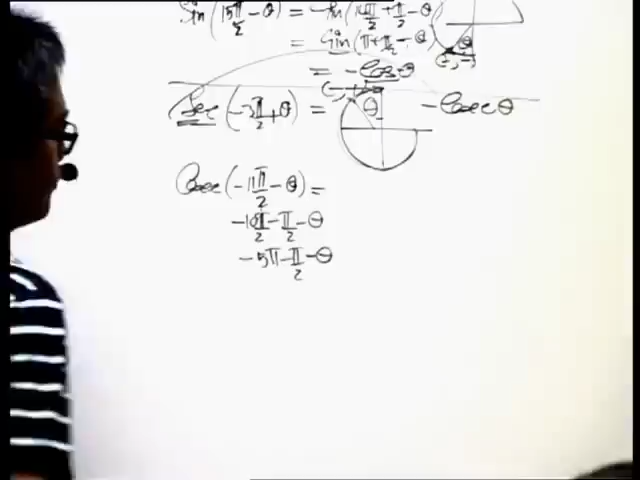 Sin(15π/2 - θ) = Sin(14π/2 + π/2 - θ)
= Sin(π + π/2 - θ)
= -Cos θ
(-, -)
(-, +)
Sec(-3π/2 + θ) = θ - Cosec θ
Cosec(-11π/2 - θ) =
-10π/2 - π/2 - θ
-5π - π/2 - θ